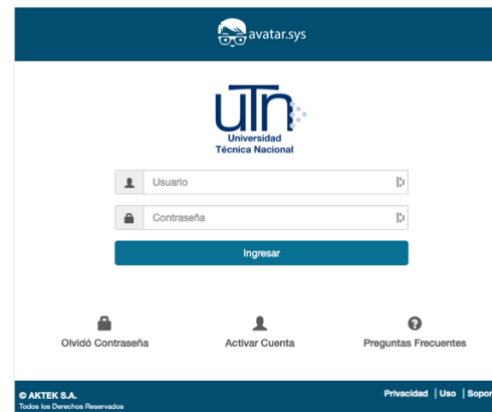 avatar.sys
utn
Universidad
Técnica Nacional
Usuario
Contraseña
Ingresar
Olvidó Contraseña
Activar Cuenta
Preguntas Frecuentes
© AKTEK S.A.
Todos los Derechos Reservados
Privacidad | Uso | Sopor